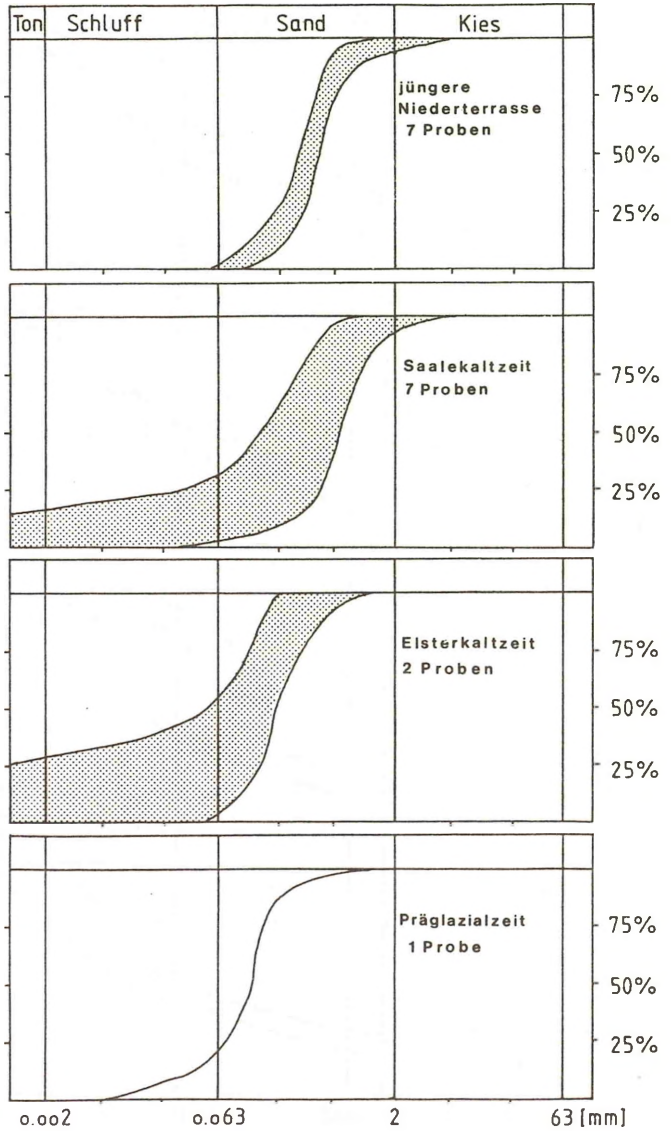 Ton Schluff Sand Kies
jüngere
Niederterrasse
7 Proben
75%
50%
25%
Saalekaltzeit
7 Proben
75%
50%
25%
Elsterkaltzeit
2 Proben
75%
50%
25%
Präglazialzeit
1 Probe
75%
50%
25%
0.002 0.063 2 63 [mm]